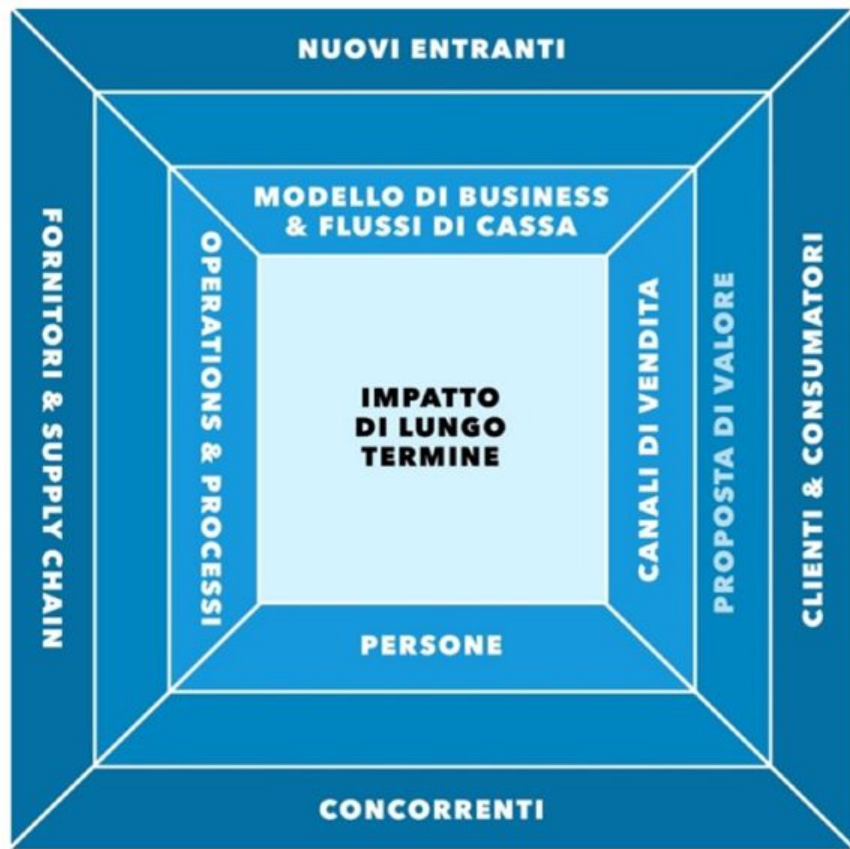 NUOVI ENTRANTI
MODELLO DI BUSINESS
& FLUSSI DI CASSA
FORNITORI & SUPPLY CHAIN
OPERATIONS & PROCESSI
IMPATTO
DI LUNGO
TERMINE
CANALI DI VENDITA
PROPOSTA DI VALORE
CLIENTI & CONSUMATORI
PERSONE
CONCORRENTI